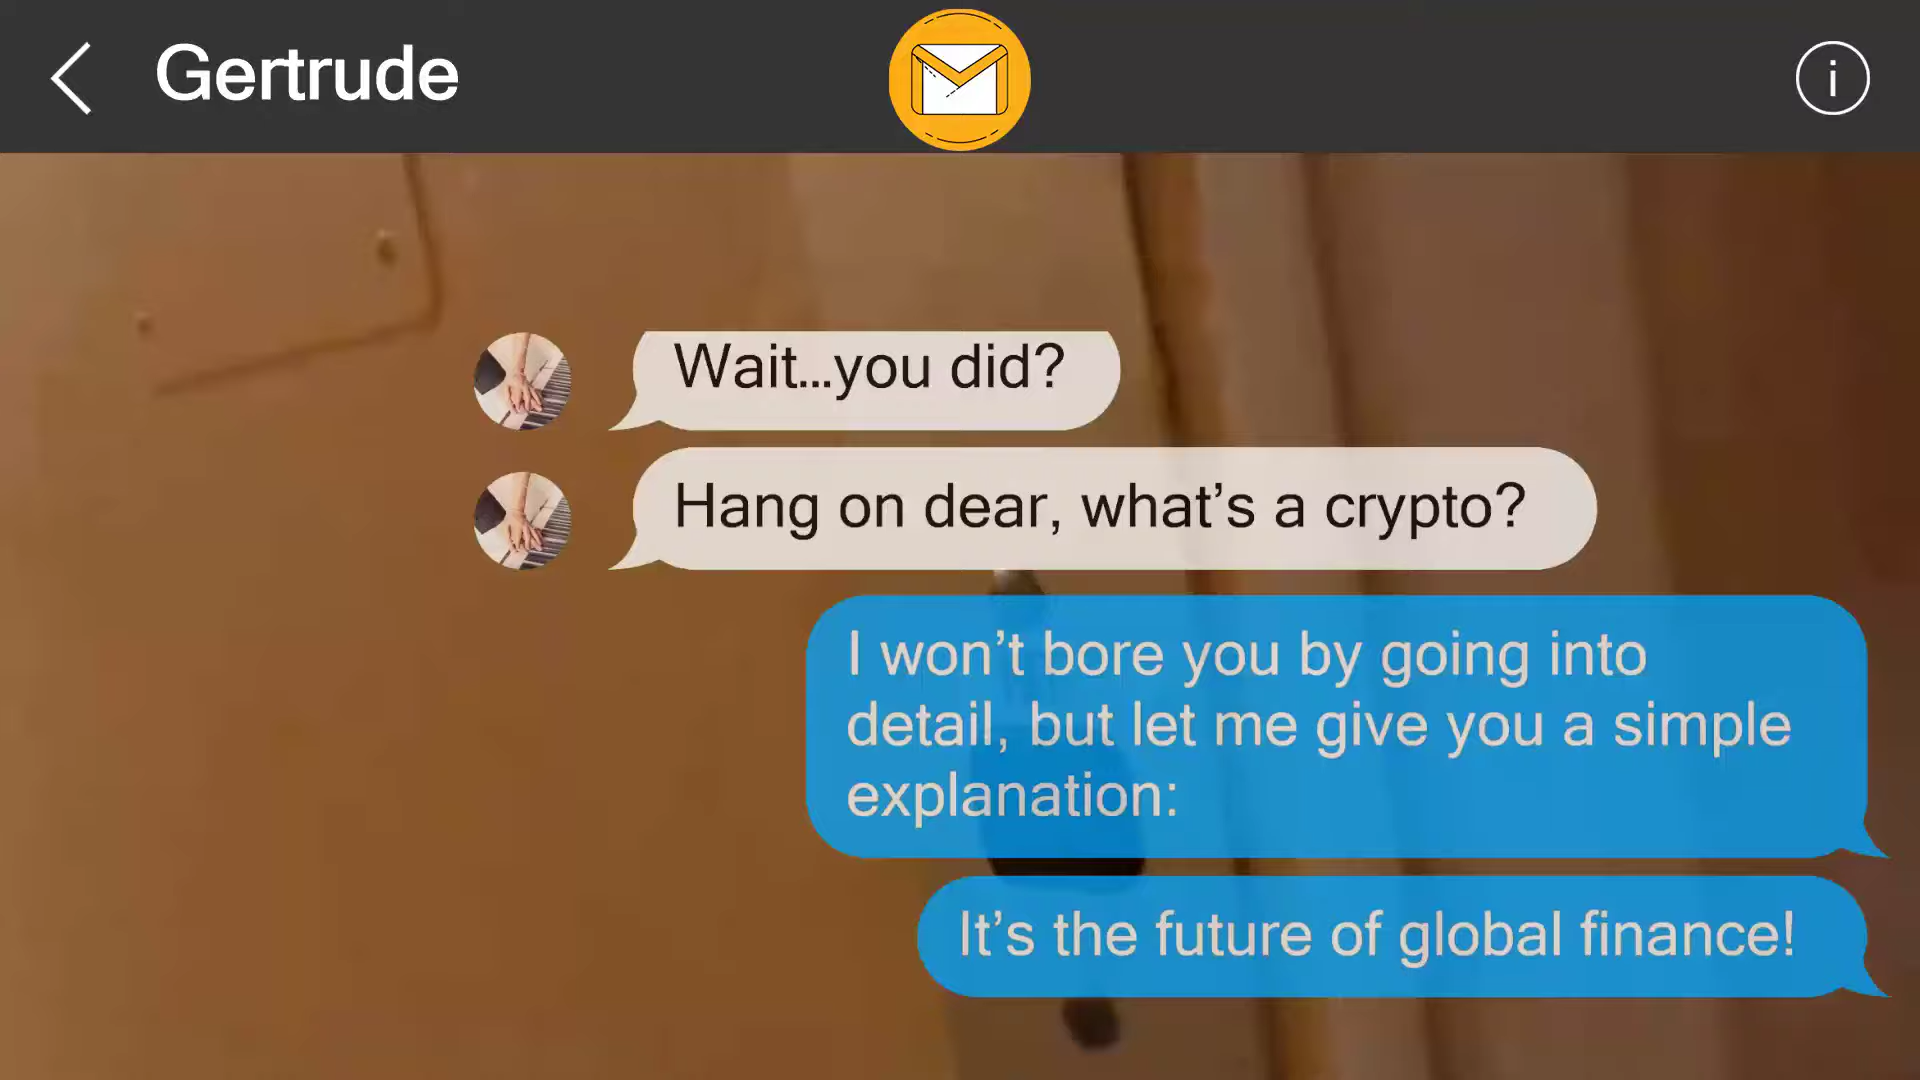 Gertrude
Wait...you did?
Hang on dear, what’s a crypto?
I won’t bore you by going into
detail, but let me give you a simple
explanation:
It’s the future of global finance!